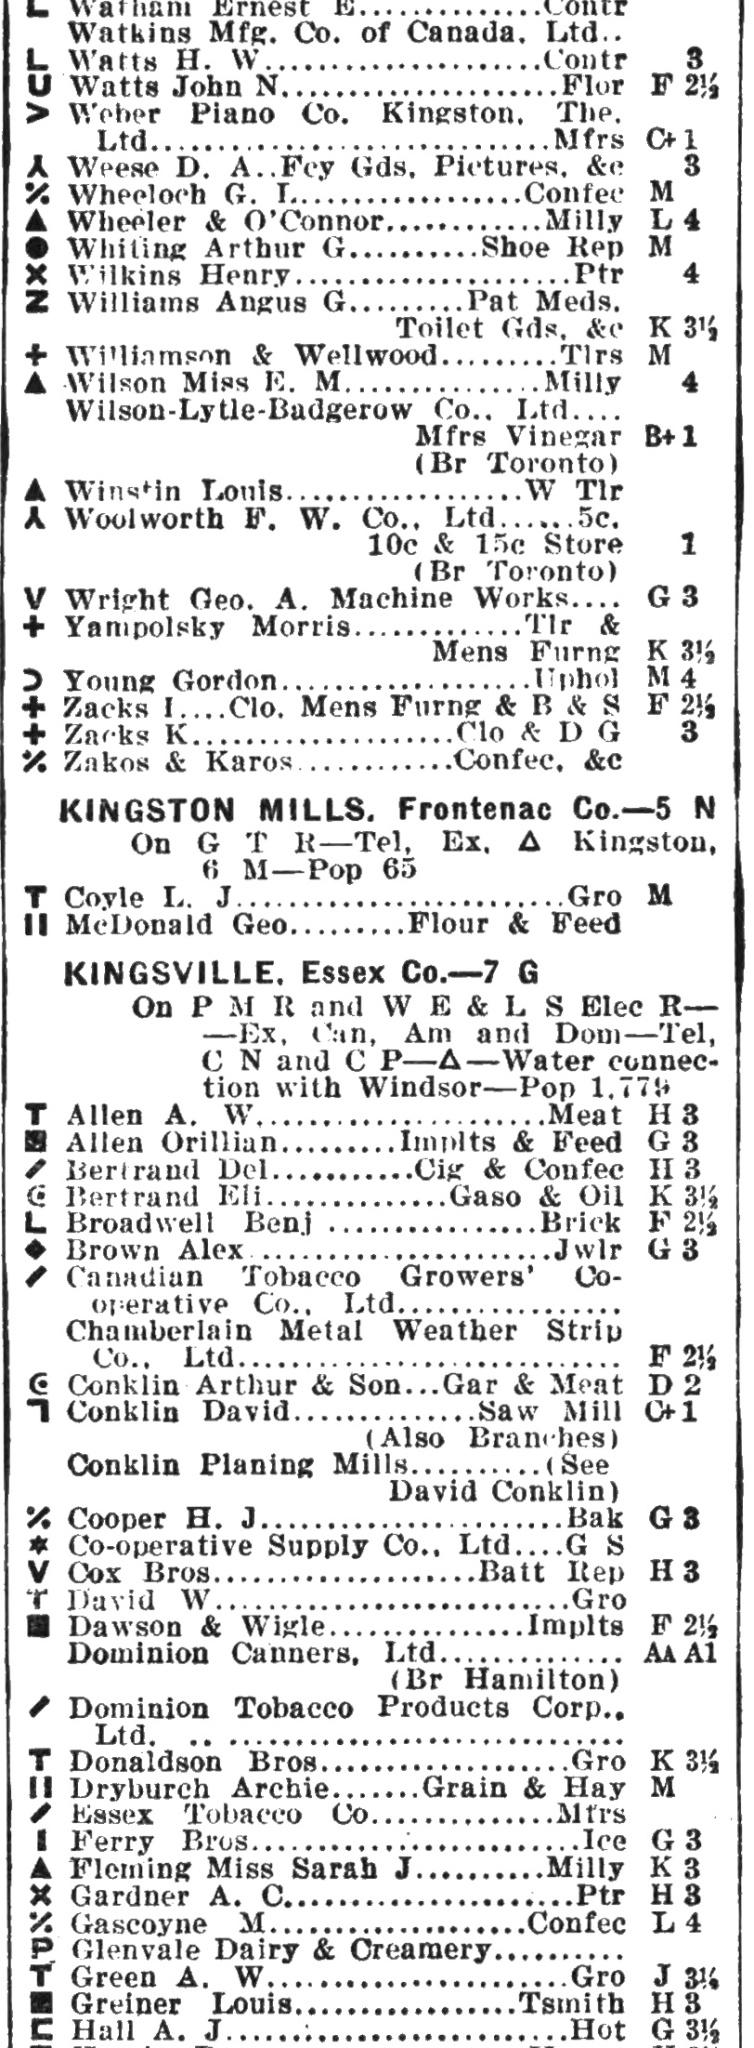 L Watham Ernest E..............Contr
Watkins Mfg. Co. of Canada, Ltd..
L Watts H. W....................Contr 3
U Watts John N....................Flor F 2½
> Weber Piano Co. Kingston, The,
Ltd..............................Mfrs C+ 1
⅄ Weese D. A..Fcy Gds, Pictures, &c 3
٪ Wheeloch G. L.................Confec M
▲ Wheeler & O'Connor............Milly L 4
● Whiting Arthur G..........Shoe Rep M
✕ Wilkins Henry.....................Ptr 4
Z Williams Angus G.........Pat Meds,
Toilet Gds, &c K 3½
+ Williamson & Wellwood.........Tlrs M
▲ Wilson Miss E. M...............Milly 4
Wilson-Lytle-Badgerow Co., Ltd....
Mfrs Vinegar B+ 1
(Br Toronto)
▲ Winstin Louis..................W Tlr
⅄ Woolworth F. W. Co., Ltd......5c,
10c & 15c Store 1
(Br Toronto)
V Wright Geo. A. Machine Works.... G 3
+ Yampolsky Morris.............Tlr &
Mens Furng K 3½
Ɔ Young Gordon...................Uphol M 4
+ Zacks I....Clo, Mens Furng & B & S F 2½
+ Zacks K....................Clo & D G 3
٪ Zakos & Karos............Confec, &c
KINGSTON MILLS, Frontenac Co.—5 N
On G T R—Tel, Ex, Δ Kingston,
6 M—Pop 65
T Coyle L. J.........................Gro M
II McDonald Geo.........Flour & Feed
KINGSVILLE, Essex Co.—7 G
On P M R and W E & L S Elec R—
—Ex, Can, Am and Dom—Tel,
C N and C P—Δ—Water connec-
tion with Windsor—Pop 1,779
T Allen A. W......................Meat H 3
■ Allen Orillian.........Implts & Feed G 3
/ Bertrand Del............Cig & Confec H 3
Є Bertrand Eli..............Gaso & Oil K 3½
L Broadwell Benj ................Brick F 2½
◆ Brown Alex.......................Jwlr G 3
/ Canadian Tobacco Growers' Co-
operative Co., Ltd.................
Chamberlain Metal Weather Strip
Co., Ltd............................. F 2½
Є Conklin Arthur & Son...Gar & Meat D 2
ㄱ Conklin David..............Saw Mill C+ 1
(Also Branches)
Conklin Planing Mills..........(See
David Conklin)
٪ Cooper H. J.......................Bak G 3
✶ Co-operative Supply Co., Ltd....G S
V Cox Bros....................Batt Rep H 3
T David W...........................Gro
■ Dawson & Wigle...............Implts F 2½
Dominion Canners, Ltd.............. AA A1
(Br Hamilton)
/ Dominion Tobacco Products Corp.,
Ltd. .. ..............................
T Donaldson Bros...................Gro K 3½
II Dryburch Archie.......Grain & Hay M
/ Essex Tobacco Co..............Mfrs
I Ferry Bros.........................Ice G 3
▲ Fleming Miss Sarah J..........Milly K 3
✕ Gardner A. C......................Ptr H 3
٪ Gascoyne M....................Confec L 4
P Glenvale Dairy & Creamery..........
T Green A. W........................Gro J 3½
■ Greiner Louis.................Tsmith H 3
⊏ Hall A. J..........................Hot G 3½